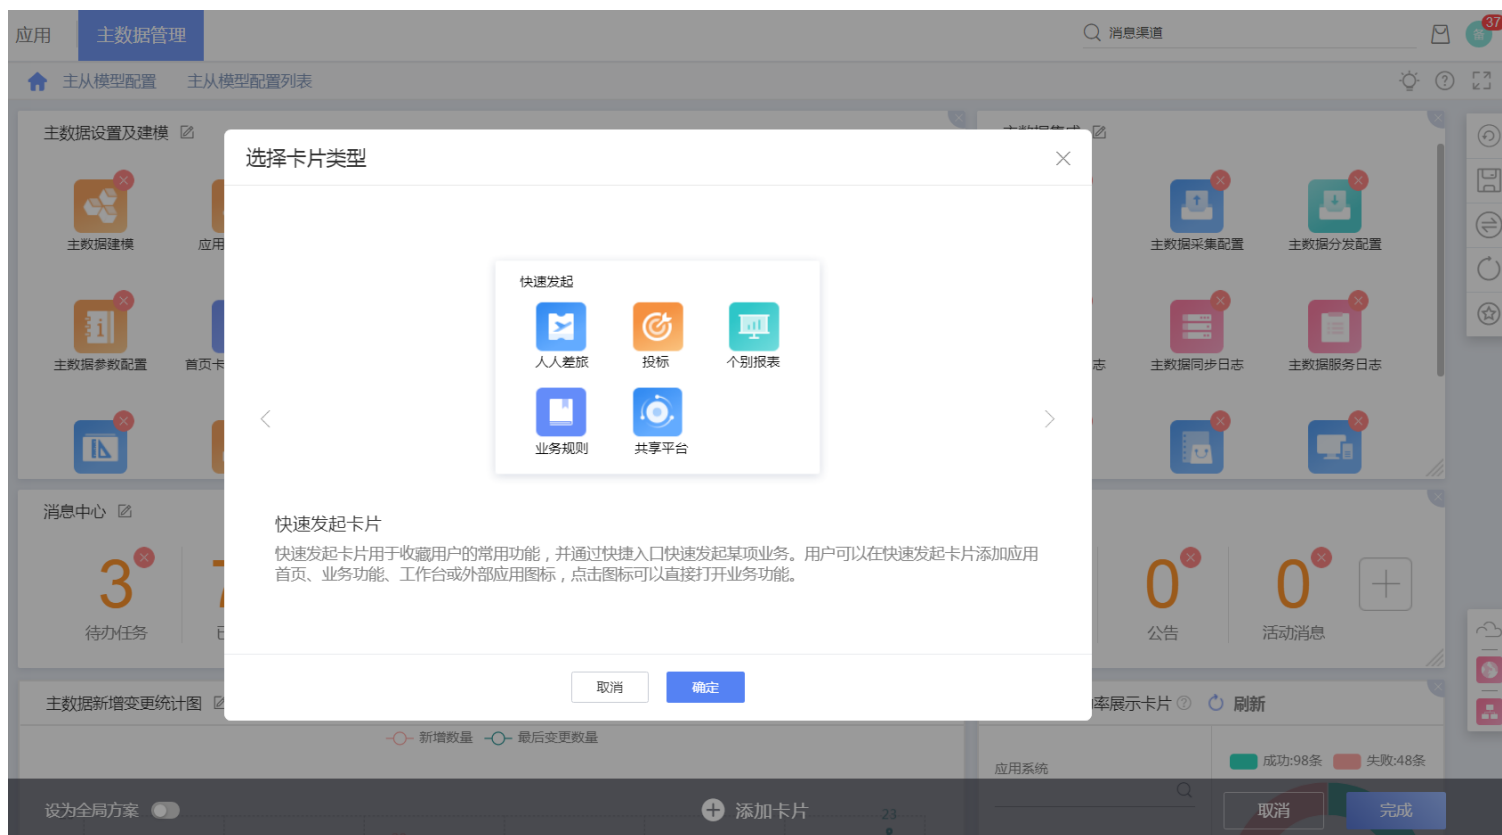 应用
主数据管理
消息渠道
备
37
主从模型配置
主从模型配置列表
主数据设置及建模
主数据集成
选择卡片类型
主数据建模
应用
主数据采集配置
主数据分发配置
快速发起
人人差旅
投标
个别报表
主数据参数配置
首页卡
志
主数据同步日志
主数据服务日志
业务规则
共享平台
消息中心
快速发起卡片
快速发起卡片用于收藏用户的常用功能，并通过快捷入口快速发起某项业务。用户可以在快速发起卡片添加应用
首页、业务功能、工作台或外部应用图标，点击图标可以直接打开业务功能。
3
7
0
0
待办任务
公告
活动消息
取消
确定
主数据新增变更统计图
率展示卡片
刷新
新增数量
最后变更数量
应用系统
成功:98条
失败:48条
设为全局方案
添加卡片
23
取消
完成